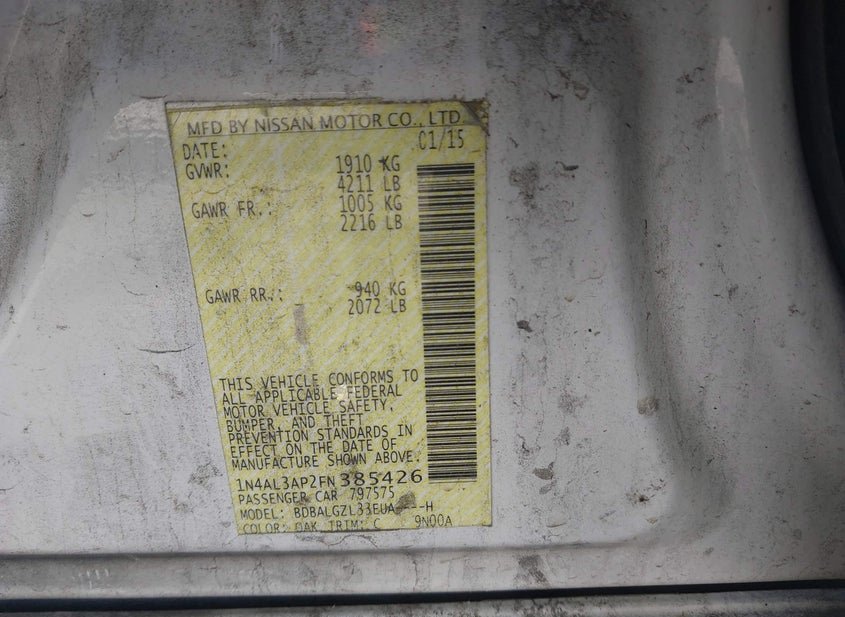 MFD BY NISSAN MOTOR CO., LTD
DATE: 01/15
GVWR: 1910 KG
4211 LB
GAWR FR.: 1005 KG
2216 LB
GAWR RR.: 940 KG
2072 LB
THIS VEHICLE CONFORMS TO
ALL APPLICABLE FEDERAL
MOTOR VEHICLE SAFETY,
BUMPER, AND THEFT
PREVENTION STANDARDS IN
EFFECT ON THE DATE OF
MANUFACTURE SHOWN ABOVE.
1N4AL3AP2FN385426
PASSENGER CAR 797575
MODEL: BDBALGZL33EUA----H
COLOR: QAK TRIM: C 9N00A